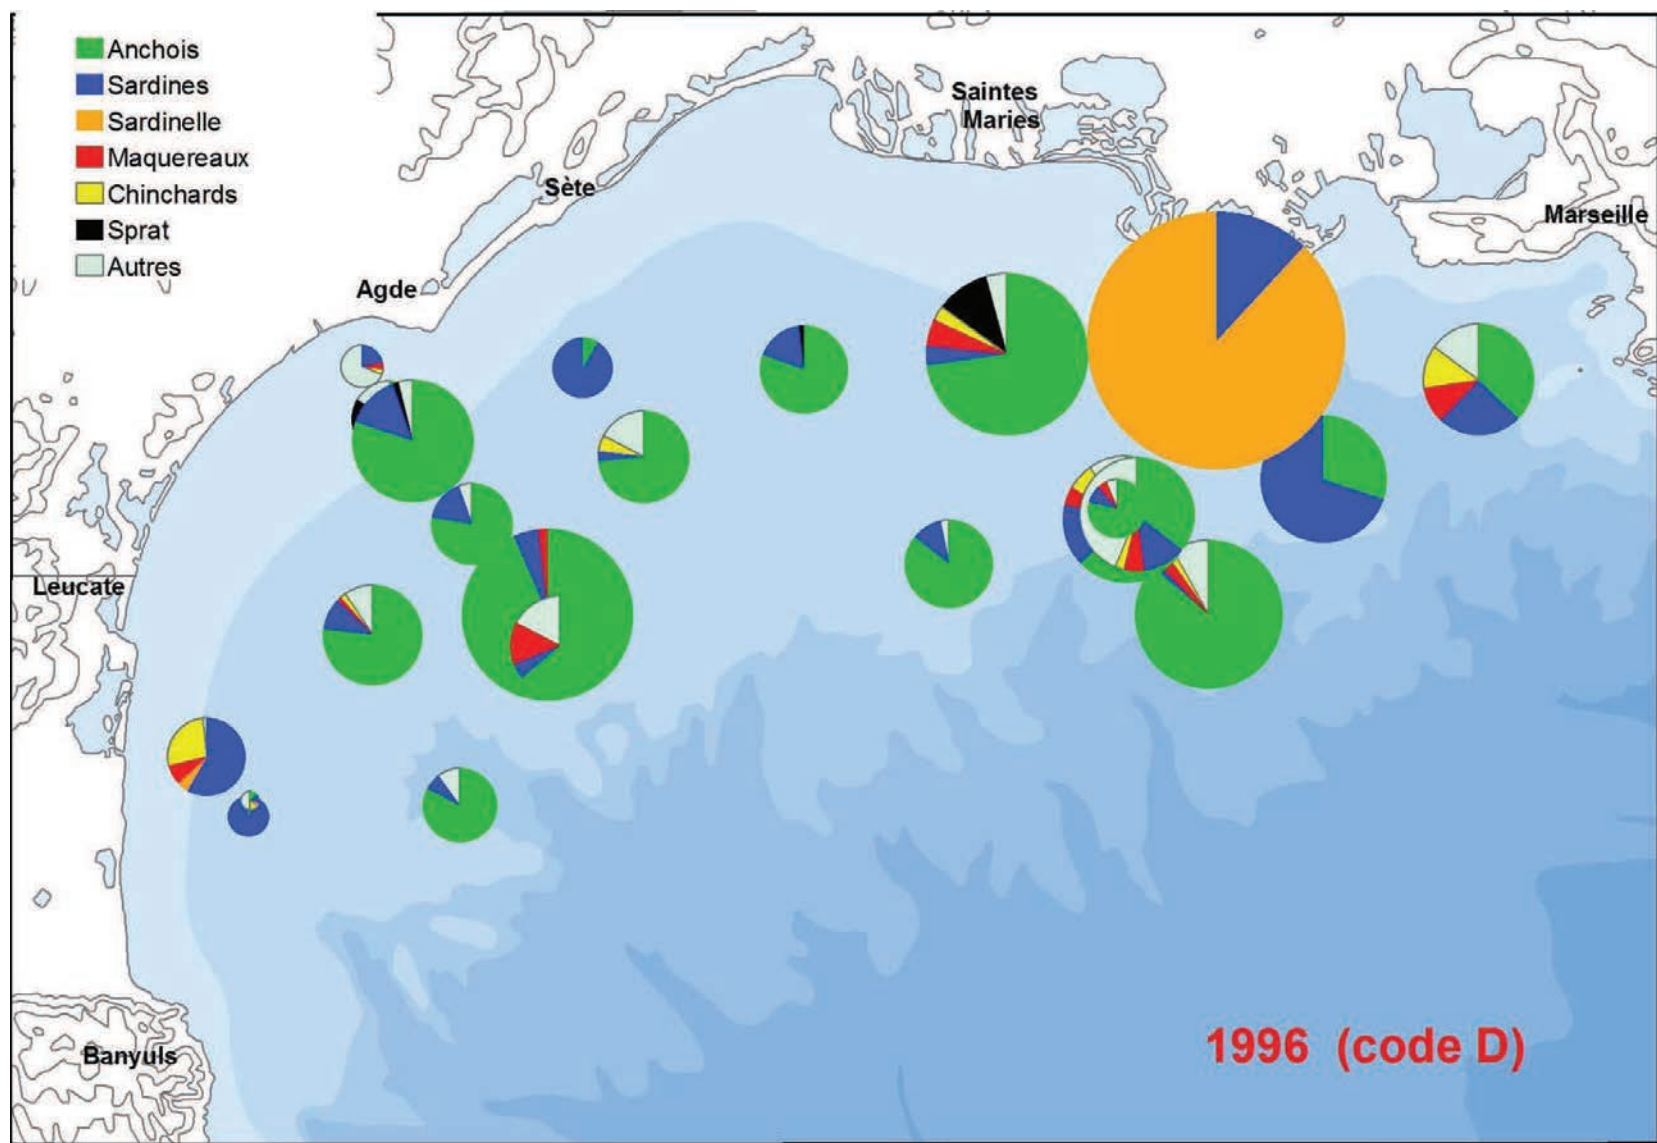 Anchois
Sardines
Sardinelle
Maquereaux
Chinchards
Sprat
Autres
Saintes
Maries
Sète
Marseille
Agde
Leucate
Banyuls
1996 (code D)